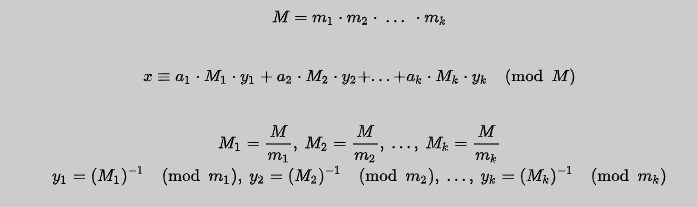 M = m₁ · m₂ · … · mₖ
x ≡ a₁ · M₁ · y₁ + a₂ · M₂ · y₂+…+aₖ · Mₖ · yₖ (mod M)
M₁ = M/m₁, M₂ = M/m₂, …, Mₖ = M/mₖ
y₁ = (M₁)⁻¹ (mod m₁), y₂ = (M₂)⁻¹ (mod m₂), …, yₖ = (Mₖ)⁻¹ (mod mₖ)